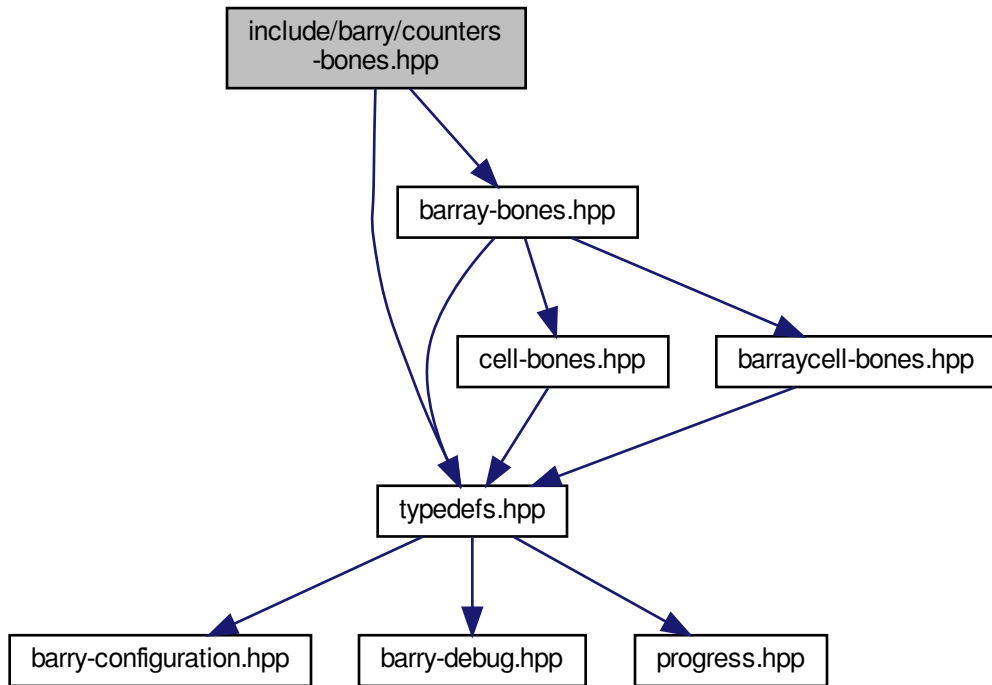 include/barry/counters
-bones.hpp
barray-bones.hpp
cell-bones.hpp
barraycell-bones.hpp
typedefs.hpp
barry-configuration.hpp
barry-debug.hpp
progress.hpp